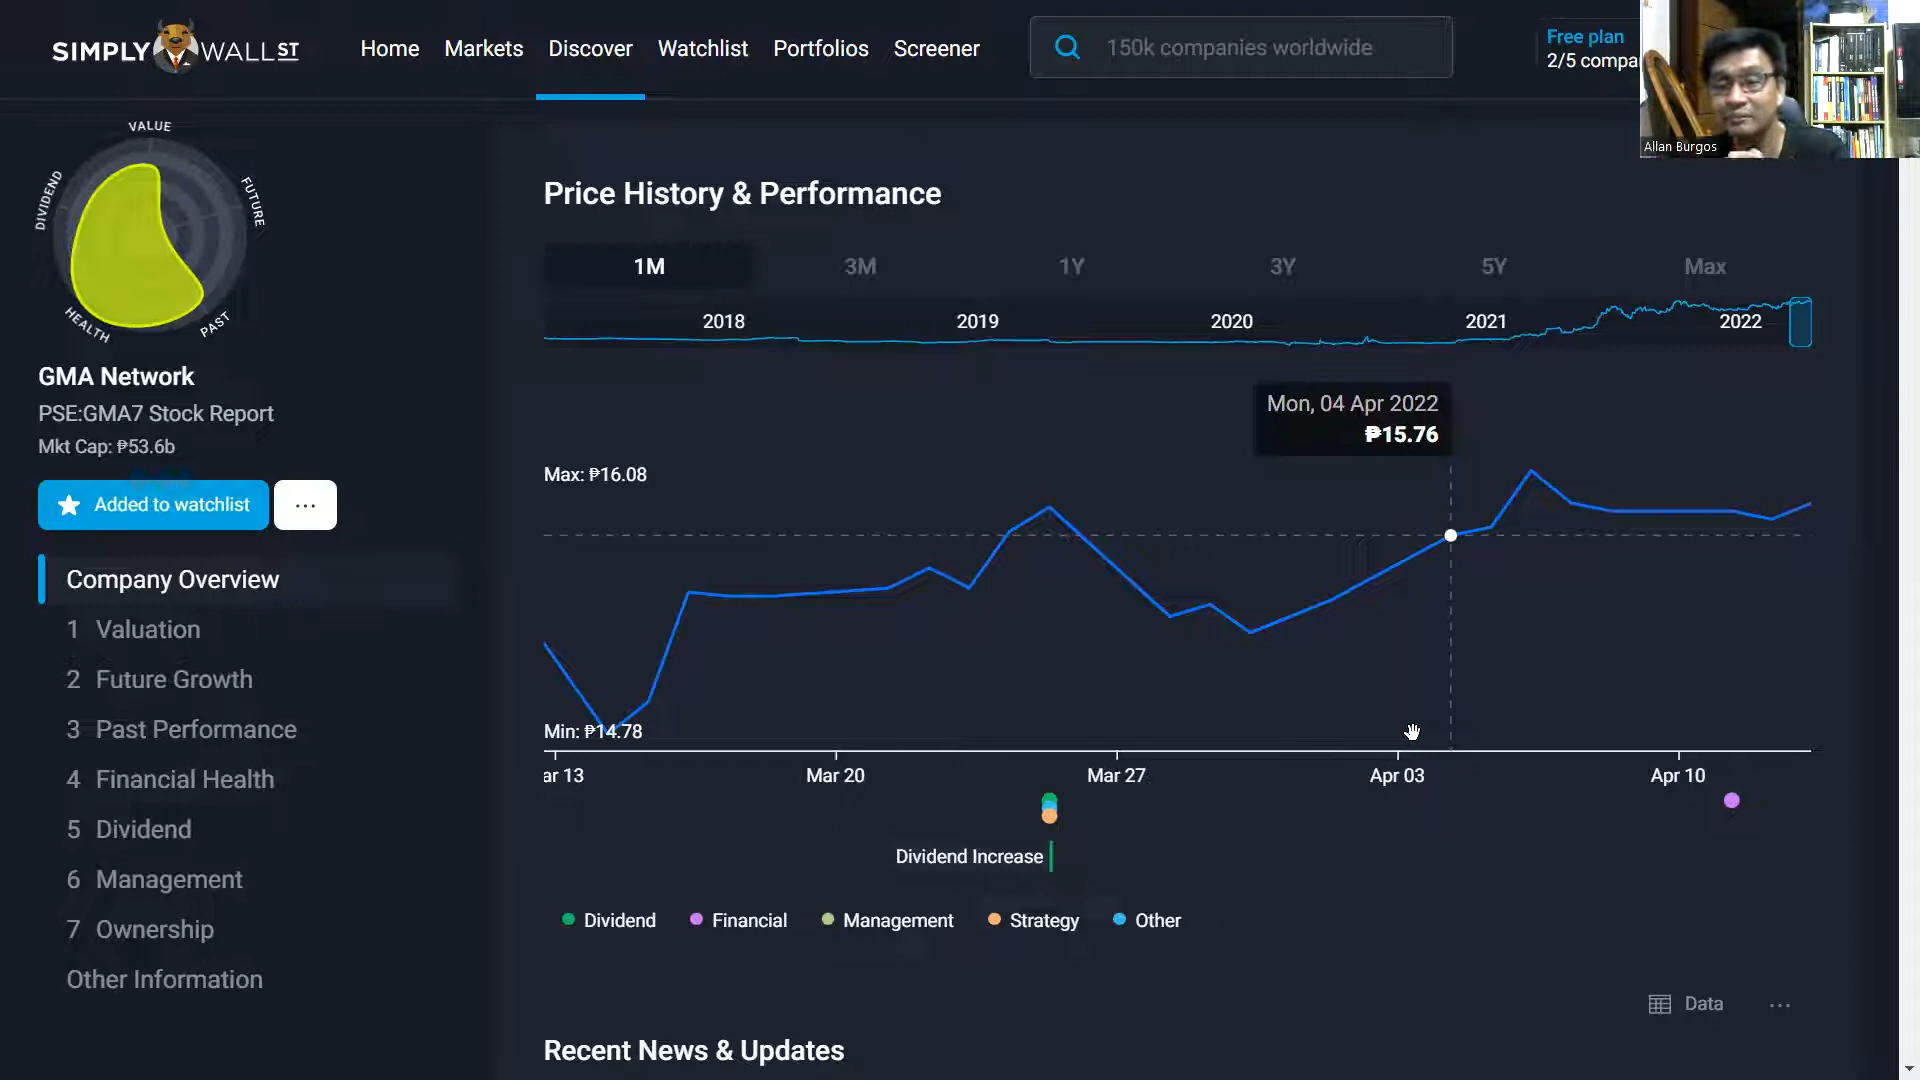 SIMPLY WALL ST
Home Markets Discover Watchlist Portfolios Screener
150k companies worldwide
Free plan
2/5 compa
Allan Burgos
VALUE
FUTURE
PAST
HEALTH
DIVIDEND
GMA Network
PSE:GMA7 Stock Report
Mkt Cap: ₱53.6b
Added to watchlist
...
Company Overview
1 Valuation
2 Future Growth
3 Past Performance
4 Financial Health
5 Dividend
6 Management
7 Ownership
Other Information
Price History & Performance
1M 3M 1Y 3Y 5Y Max
2018 2019 2020 2021 2022
Mon, 04 Apr 2022
₱15.76
Max: ₱16.08
Min: ₱14.78
ar 13 Mar 20 Mar 27 Apr 03 Apr 10
Dividend Increase
Dividend Financial Management Strategy Other
Data ...
Recent News & Updates